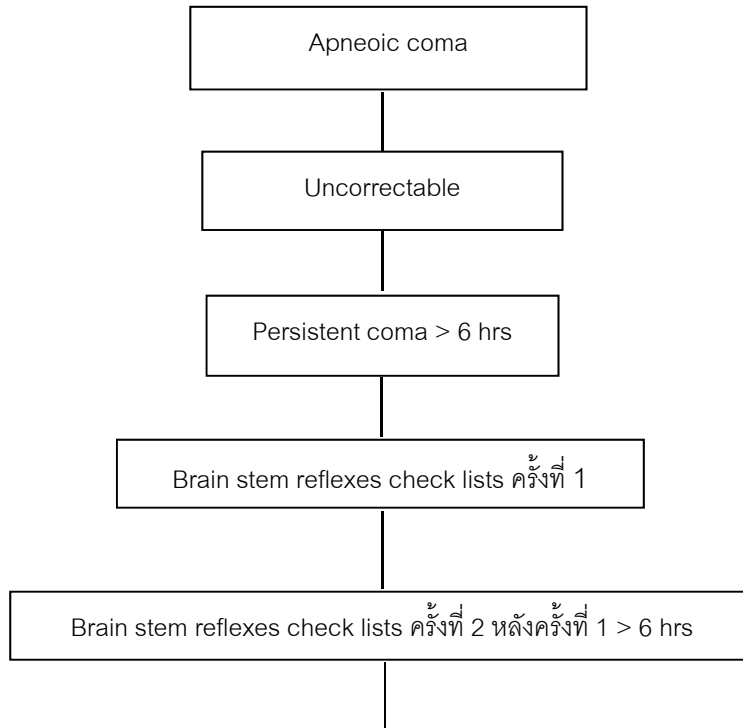 Apneoic coma
Uncorrectable
Persistent coma > 6 hrs
Brain stem reflexes check lists ครั้งที่ 1
Brain stem reflexes check lists ครั้งที่ 2 หลังครั้งที่ 1 > 6 hrs